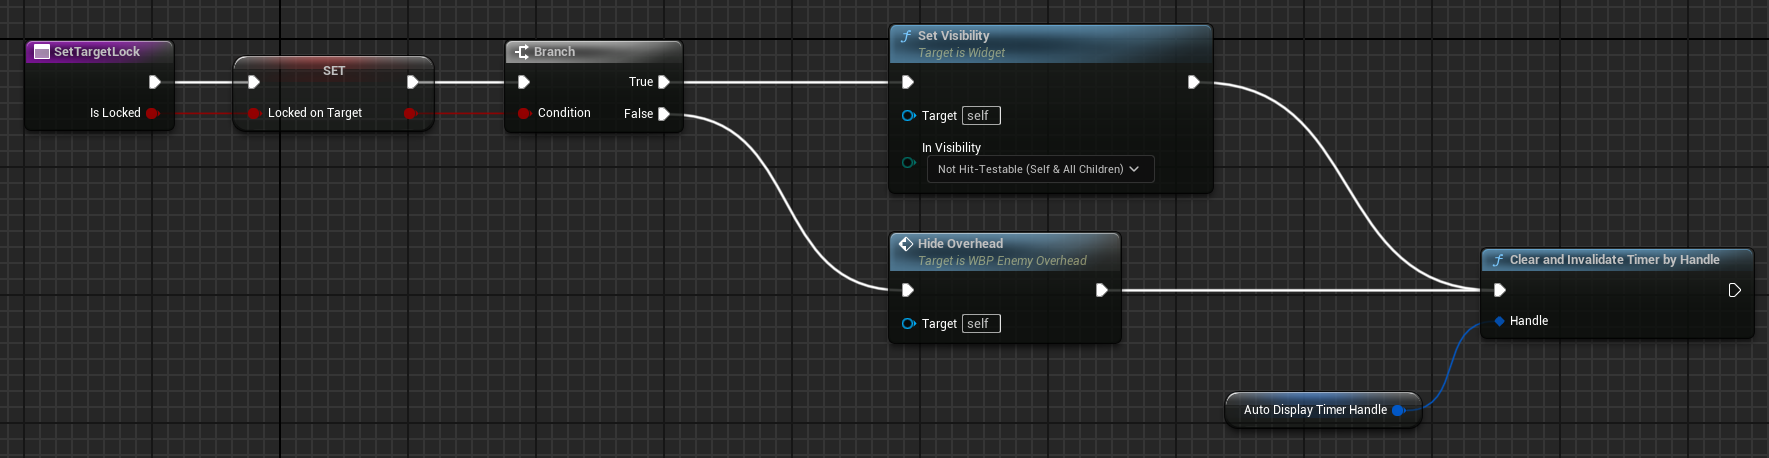 SetTargetLock
Is Locked
SET
Locked on Target
Branch
True
Condition
False
Set Visibility
Target is Widget
Target self
In Visibility
Not Hit-Testable (Self & All Children)
Hide Overhead
Target is WBP Enemy Overhead
Target self
Clear and Invalidate Timer by Handle
Handle
Auto Display Timer Handle